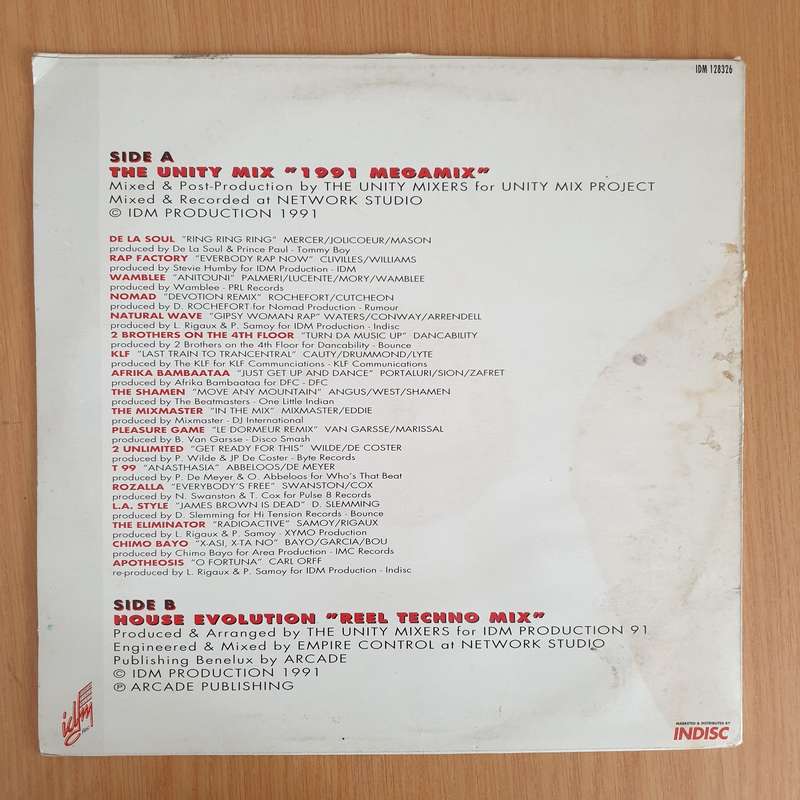 IDM 128326
SIDE A
THE UNITY MIX "1991 MEGAMIX"
Mixed & Post-Production by THE UNITY MIXERS for UNITY MIX PROJECT
Mixed & Recorded at NETWORK STUDIO
© IDM PRODUCTION 1991
DE LA SOUL "RING RING RING" MERCER/JOLICOEUR/MASON
produced by De La Soul & Prince Paul - Tommy Boy
RAP FACTORY "EVERBODY RAP NOW" CLIVILLES/WILLIAMS
produced by Stevie Humby for IDM Production - IDM
WAMBLEE "ANITOUNI" PALMERI/LUCENTE/MORY/WAMBLEE
produced by Wamblee - PRL Records
NOMAD "DEVOTION REMIX" ROCHEFORT/CUTCHEON
produced by D. ROCHEFORT for Nomad Production - Rumour
NATURAL WAVE "GIPSY WOMAN RAP" WATERS/CONWAY/ARRENDELL
produced by L. Rigaux & P. Samoy for IDM Production - Indisc
2 BROTHERS ON THE 4TH FLOOR "TURN DA MUSIC UP" DANCABILITY
produced by 2 Brothers on the 4th Floor for Dancability - Bounce
KLF "LAST TRAIN TO TRANCENTRAL" CAUTY/DRUMMOND/LYTE
produced by The KLF for KLF Communciations - KLF Communications
AFRIKA BAMBAATAA "JUST GET UP AND DANCE" PORTALURI/SION/ZAFRET
produced by Afrika Bambaataa for DFC - DFC
THE SHAMEN "MOVE ANY MOUNTAIN" ANGUS/WEST/SHAMEN
produced by The Beatmasters - One Little Indian
THE MIXMASTER "IN THE MIX" MIXMASTER/EDDIE
produced by Mixmaster - DJ International
PLEASURE GAME "LE DORMEUR REMIX" VAN GARSSE/MARISSAL
produced by B. Van Garsse - Disco Smash
2 UNLIMITED "GET READY FOR THIS" WILDE/DE COSTER
produced by P. Wilde & JP De Coster - Byte Records
T 99 "ANASTHASIA" ABBELOOS/DE MEYER
produced by P. De Meyer & O. Abbeloos for Who's That Beat
ROZALLA "EVERYBODY'S FREE" SWANSTON/COX
produced by N. Swanston & T. Cox for Pulse 8 Records
L.A. STYLE "JAMES BROWN IS DEAD" D. SLEMMING
produced by D. Slemming for Hi Tension Records - Bounce
THE ELIMINATOR "RADIOACTIVE" SAMOY/RIGAUX
produced by L. Rigaux & P. Samoy - XYMO Production
CHIMO BAYO "X-ASI, X-TA NO" BAYO/GARCIA/BOU
produced by Chimo Bayo for Area Production - IMC Records
APOTHEOSIS "O FORTUNA" CARL ORFF
re-produced by L. Rigaux & P. Samoy for IDM Production - Indisc
SIDE B
HOUSE EVOLUTION "REEL TECHNO MIX"
Produced & Arranged by THE UNITY MIXERS for IDM PRODUCTION 91
Engineered & Mixed by EMPIRE CONTROL at NETWORK STUDIO
Publishing Benelux by ARCADE
© IDM PRODUCTION 1991
℗ ARCADE PUBLISHING
idm
MARKETED & DISTRIBUTED BY
INDISC